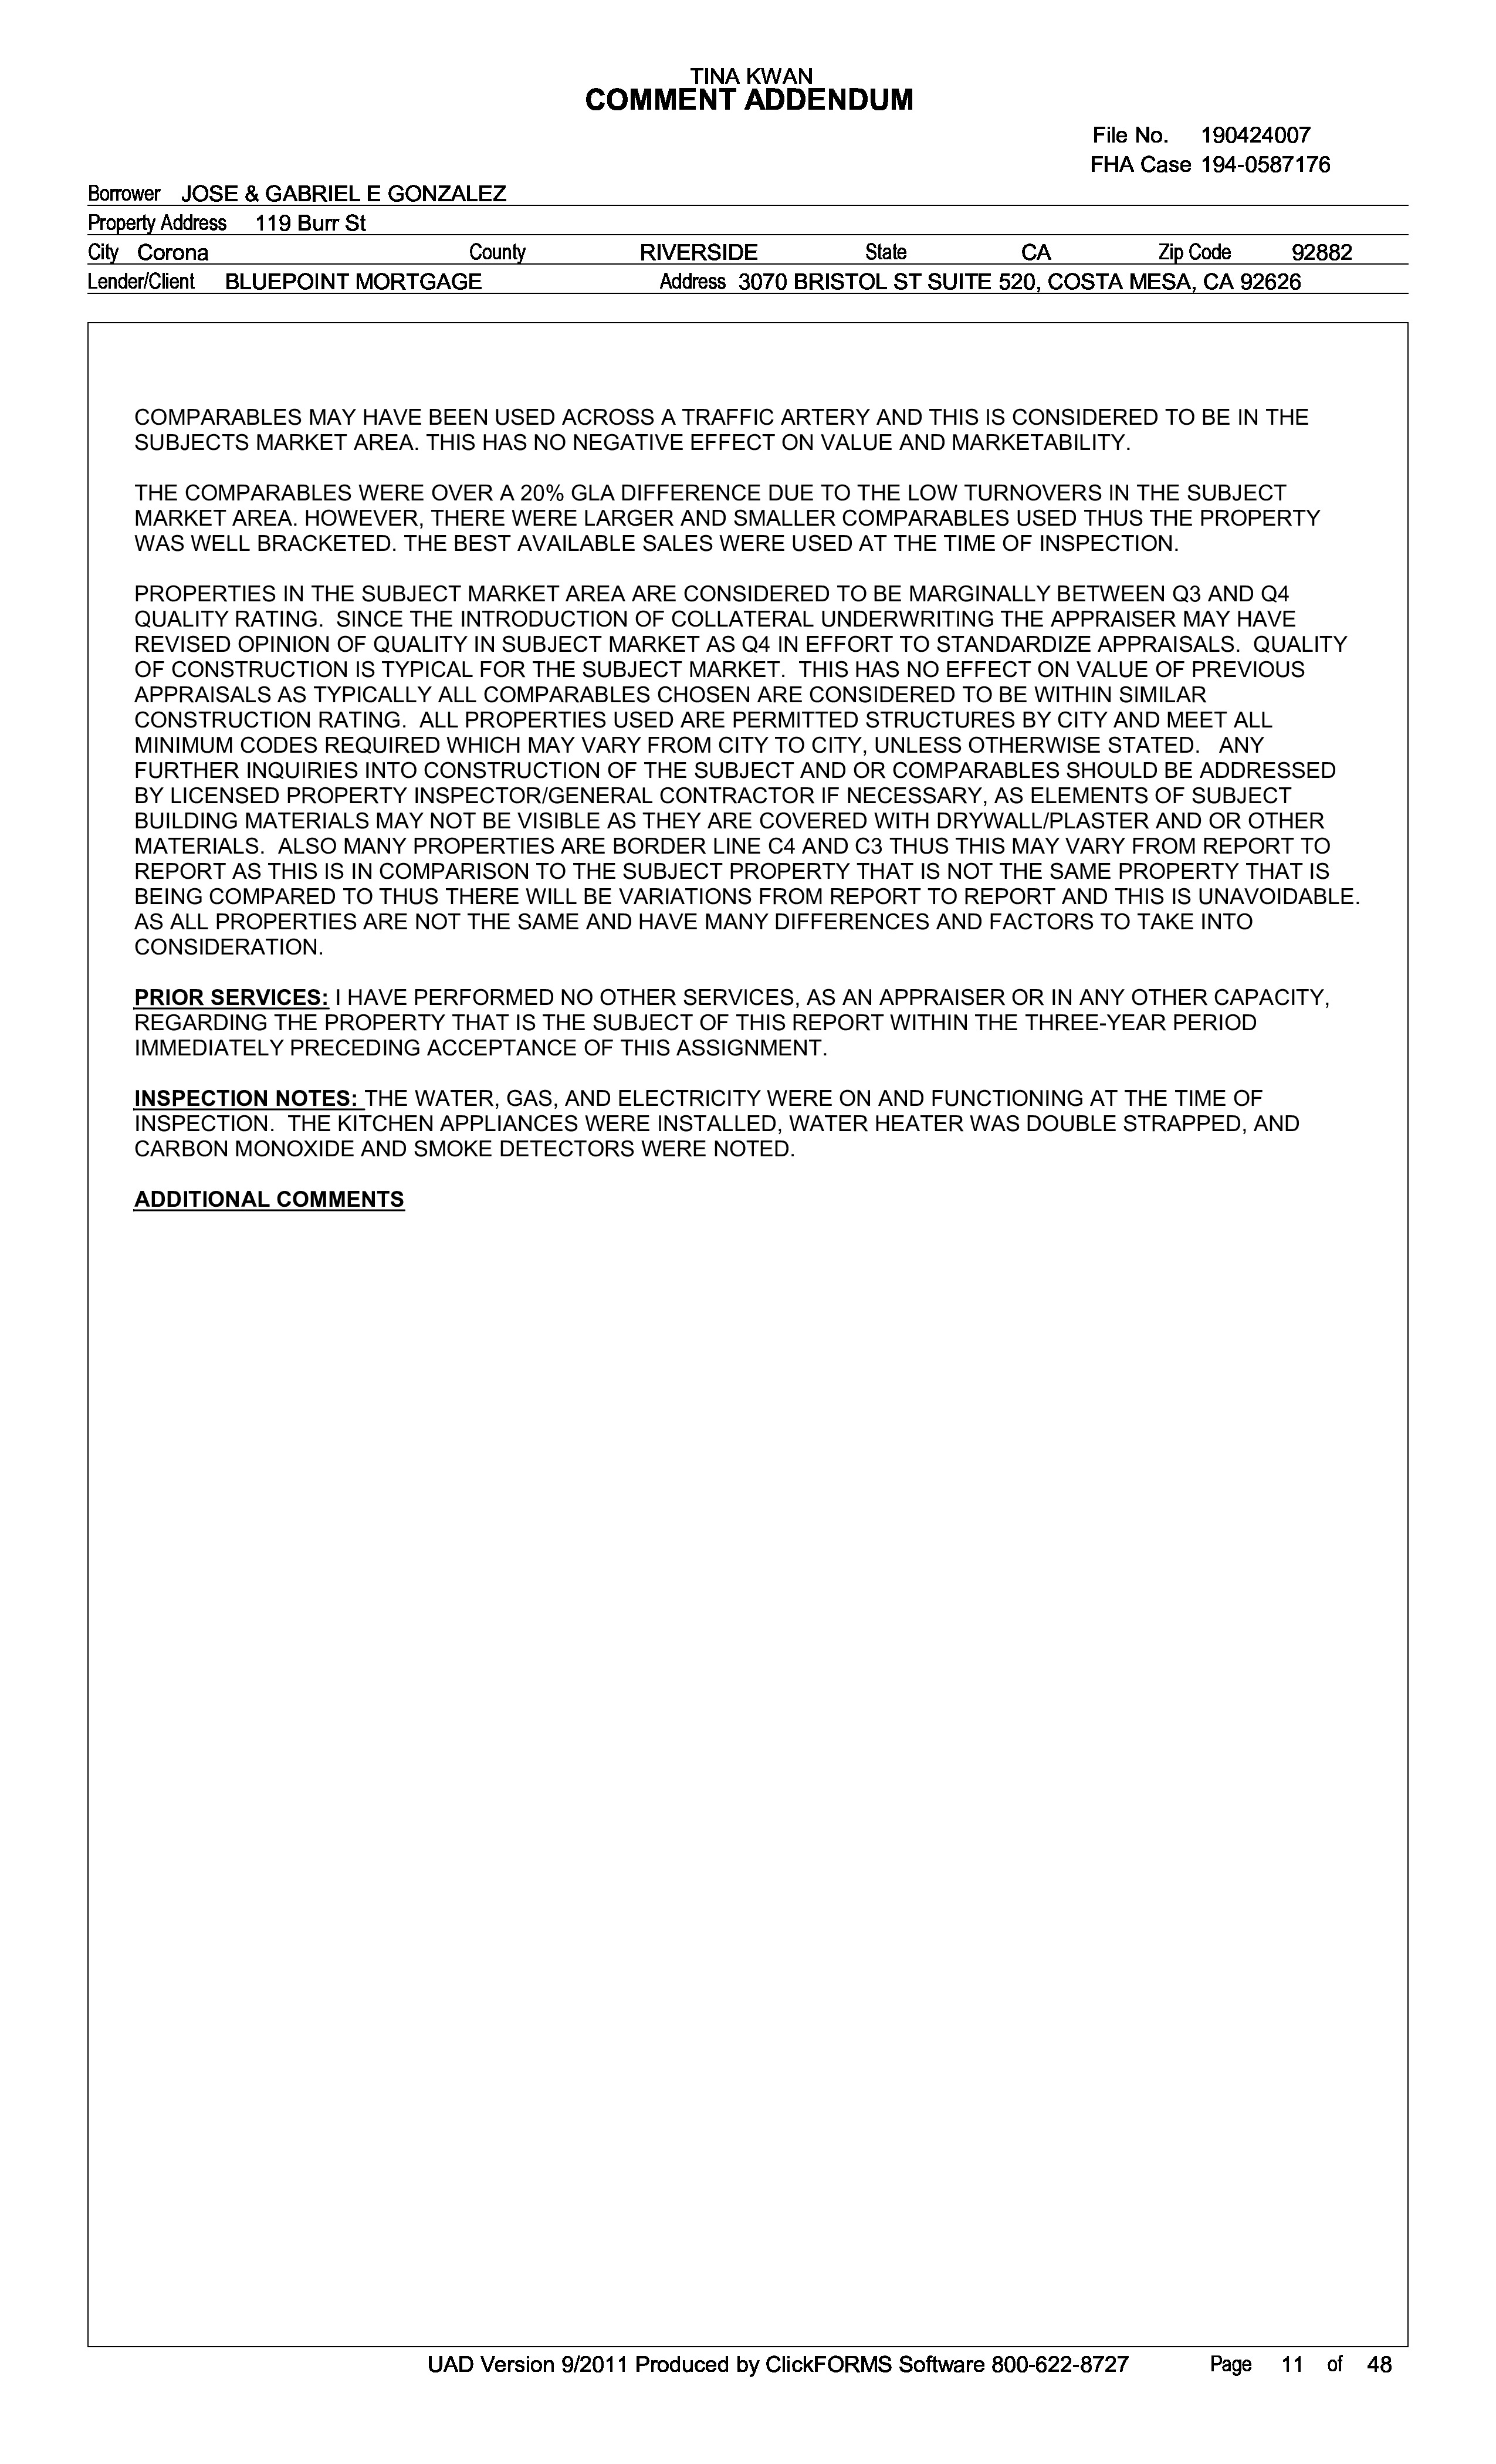 TINA KWAN
COMMENT ADDENDUM
File No. 190424007
FHA Case 194-0587176
Borrower JOSE & GABRIEL E GONZALEZ
Property Address 119 Burr St
City Corona County RIVERSIDE State CA Zip Code 92882
Lender/Client BLUEPOINT MORTGAGE Address 3070 BRISTOL ST SUITE 520, COSTA MESA, CA 92626
COMPARABLES MAY HAVE BEEN USED ACROSS A TRAFFIC ARTERY AND THIS IS CONSIDERED TO BE IN THE
SUBJECTS MARKET AREA. THIS HAS NO NEGATIVE EFFECT ON VALUE AND MARKETABILITY.
THE COMPARABLES WERE OVER A 20% GLA DIFFERENCE DUE TO THE LOW TURNOVERS IN THE SUBJECT
MARKET AREA. HOWEVER, THERE WERE LARGER AND SMALLER COMPARABLES USED THUS THE PROPERTY
WAS WELL BRACKETED. THE BEST AVAILABLE SALES WERE USED AT THE TIME OF INSPECTION.
PROPERTIES IN THE SUBJECT MARKET AREA ARE CONSIDERED TO BE MARGINALLY BETWEEN Q3 AND Q4
QUALITY RATING. SINCE THE INTRODUCTION OF COLLATERAL UNDERWRITING THE APPRAISER MAY HAVE
REVISED OPINION OF QUALITY IN SUBJECT MARKET AS Q4 IN EFFORT TO STANDARDIZE APPRAISALS. QUALITY
OF CONSTRUCTION IS TYPICAL FOR THE SUBJECT MARKET. THIS HAS NO EFFECT ON VALUE OF PREVIOUS
APPRAISALS AS TYPICALLY ALL COMPARABLES CHOSEN ARE CONSIDERED TO BE WITHIN SIMILAR
CONSTRUCTION RATING. ALL PROPERTIES USED ARE PERMITTED STRUCTURES BY CITY AND MEET ALL
MINIMUM CODES REQUIRED WHICH MAY VARY FROM CITY TO CITY, UNLESS OTHERWISE STATED. ANY
FURTHER INQUIRIES INTO CONSTRUCTION OF THE SUBJECT AND OR COMPARABLES SHOULD BE ADDRESSED
BY LICENSED PROPERTY INSPECTOR/GENERAL CONTRACTOR IF NECESSARY, AS ELEMENTS OF SUBJECT
BUILDING MATERIALS MAY NOT BE VISIBLE AS THEY ARE COVERED WITH DRYWALL/PLASTER AND OR OTHER
MATERIALS. ALSO MANY PROPERTIES ARE BORDER LINE C4 AND C3 THUS THIS MAY VARY FROM REPORT TO
REPORT AS THIS IS IN COMPARISON TO THE SUBJECT PROPERTY THAT IS NOT THE SAME PROPERTY THAT IS
BEING COMPARED TO THUS THERE WILL BE VARIATIONS FROM REPORT TO REPORT AND THIS IS UNAVOIDABLE.
AS ALL PROPERTIES ARE NOT THE SAME AND HAVE MANY DIFFERENCES AND FACTORS TO TAKE INTO
CONSIDERATION.
PRIOR SERVICES: I HAVE PERFORMED NO OTHER SERVICES, AS AN APPRAISER OR IN ANY OTHER CAPACITY,
REGARDING THE PROPERTY THAT IS THE SUBJECT OF THIS REPORT WITHIN THE THREE-YEAR PERIOD
IMMEDIATELY PRECEDING ACCEPTANCE OF THIS ASSIGNMENT.
INSPECTION NOTES: THE WATER, GAS, AND ELECTRICITY WERE ON AND FUNCTIONING AT THE TIME OF
INSPECTION. THE KITCHEN APPLIANCES WERE INSTALLED, WATER HEATER WAS DOUBLE STRAPPED, AND
CARBON MONOXIDE AND SMOKE DETECTORS WERE NOTED.
ADDITIONAL COMMENTS
UAD Version 9/2011 Produced by ClickFORMS Software 800-622-8727 Page 11 of 48